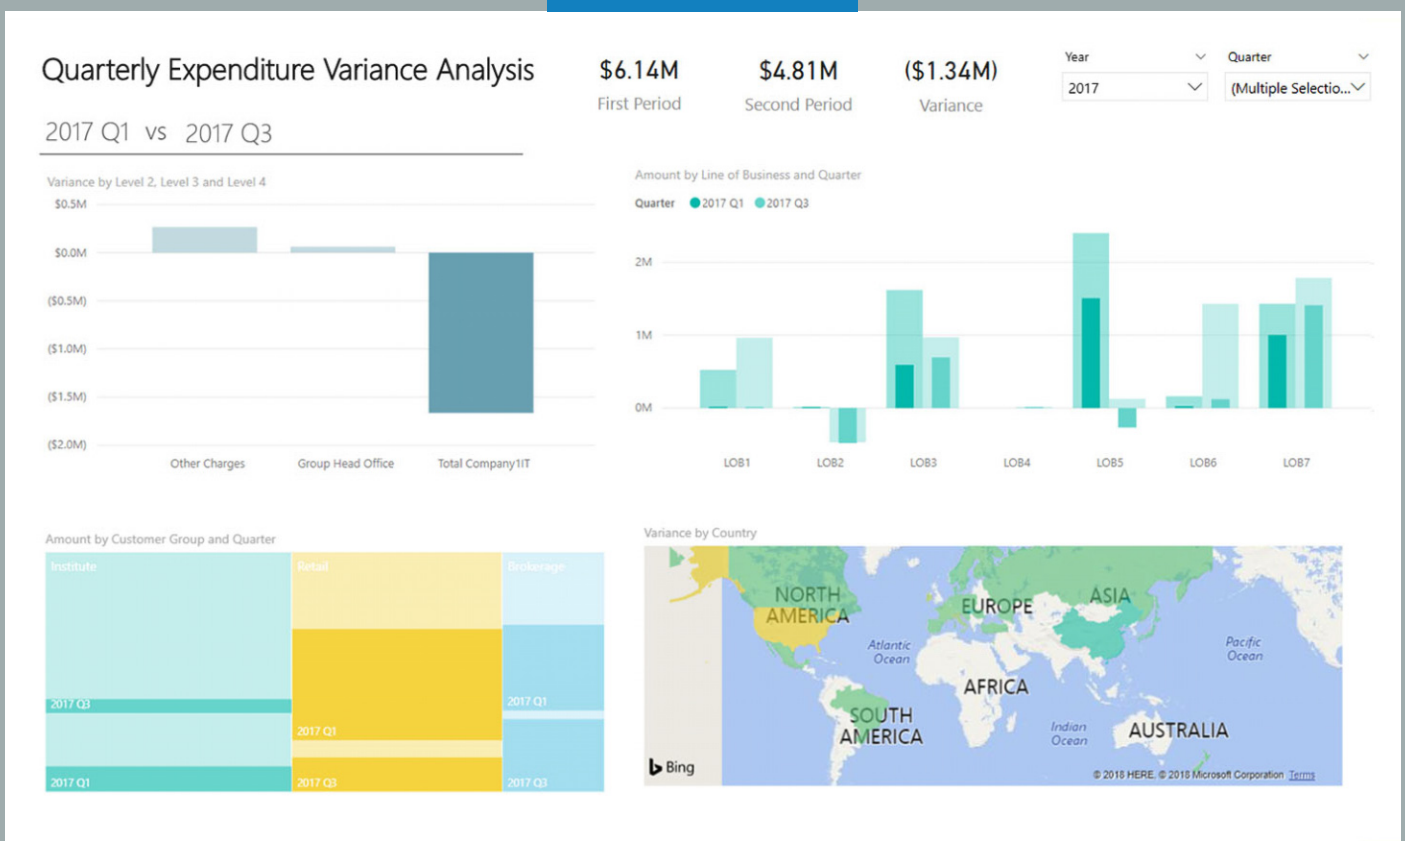 Quarterly Expenditure Variance Analysis
$6.14M
First Period
$4.81M
Second Period
($1.34M)
Variance
Year
2017
Quarter
(Multiple Selectio...
2017 Q1 vs 2017 Q3
Variance by Level 2, Level 3 and Level 4
$0.5M
$0.0M
($0.5M)
($1.0M)
($1.5M)
($2.0M)
Other Charges
Group Head Office
Total Company1IT
Amount by Line of Business and Quarter
Quarter 2017 Q1 2017 Q3
2M
1M
0M
LOB1
LOB2
LOB3
LOB4
LOB5
LOB6
LOB7
Amount by Customer Group and Quarter
Institute
2017 Q3
2017 Q1
Retail
2017 Q1
2017 Q3
Brokerage
2017 Q1
2017 Q3
Variance by Country
NORTH
AMERICA
EUROPE
ASIA
Atlantic
Ocean
Pacific
Ocean
AFRICA
SOUTH
AMERICA
Indian
Ocean
AUSTRALIA
Bing
© 2018 HERE, © 2018 Microsoft Corporation Terms